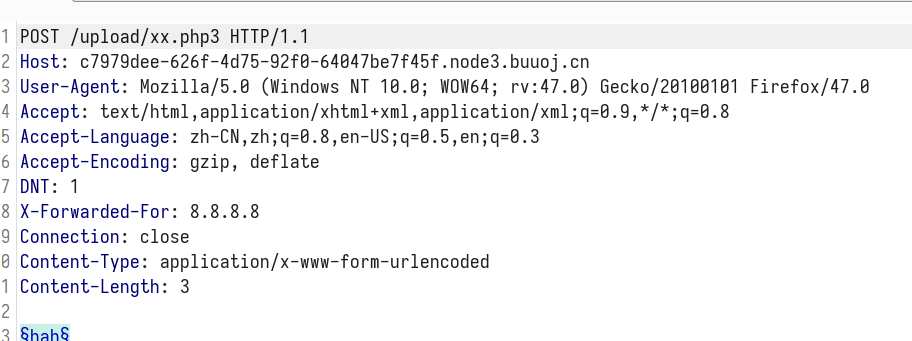 1 POST /upload/xx.php3 HTTP/1.1
2 Host: c7979dee-626f-4d75-92f0-64047be7f45f.node3.buuoj.cn
3 User-Agent: Mozilla/5.0 (Windows NT 10.0; WOW64; rv:47.0) Gecko/20100101 Firefox/47.0
4 Accept: text/html,application/xhtml+xml,application/xml;q=0.9,*/*;q=0.8
5 Accept-Language: zh-CN,zh;q=0.8,en-US;q=0.5,en;q=0.3
6 Accept-Encoding: gzip, deflate
7 DNT: 1
8 X-Forwarded-For: 8.8.8.8
9 Connection: close
0 Content-Type: application/x-www-form-urlencoded
1 Content-Length: 3
2
3 §hah§